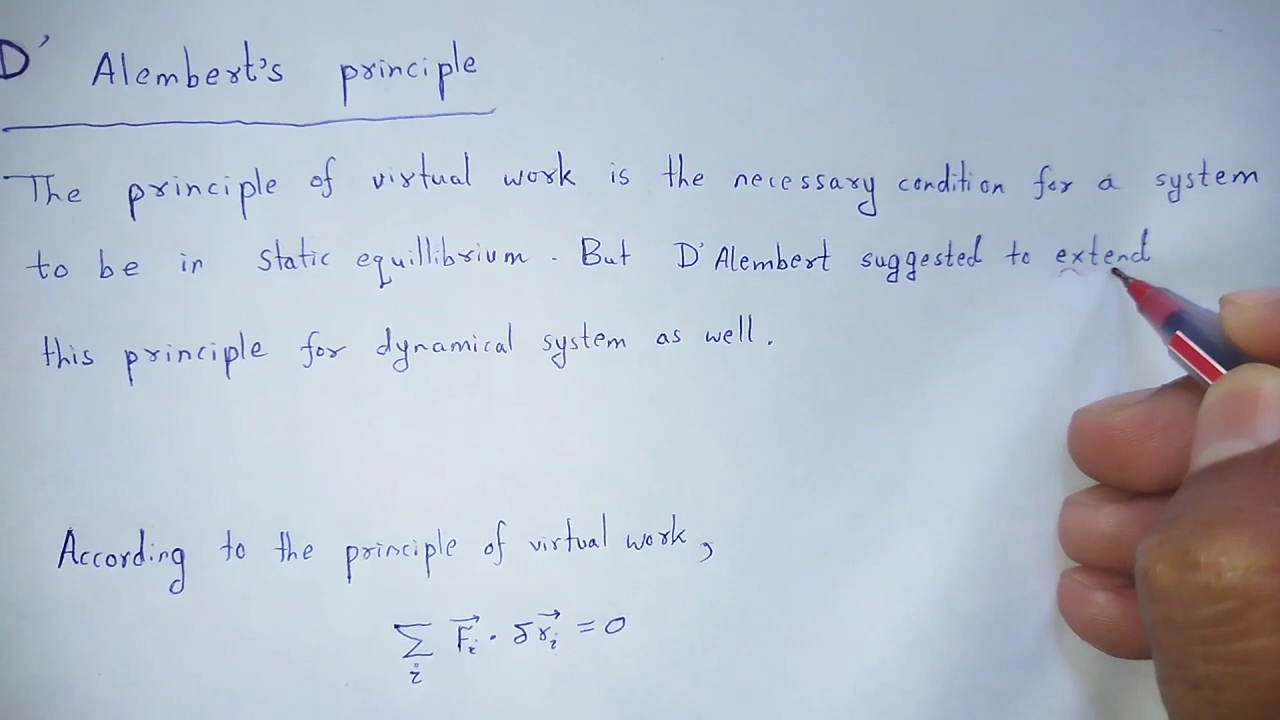 D' Alembert's principle
The principle of virtual work is the necessary condition for a system
to be in static equillibrium. But D'Alembert suggested to extend
this principle for dynamical system as well.
According to the principle of virtual work,
∑ᵢ F⃗ᵢ · δr⃗ᵢ = 0